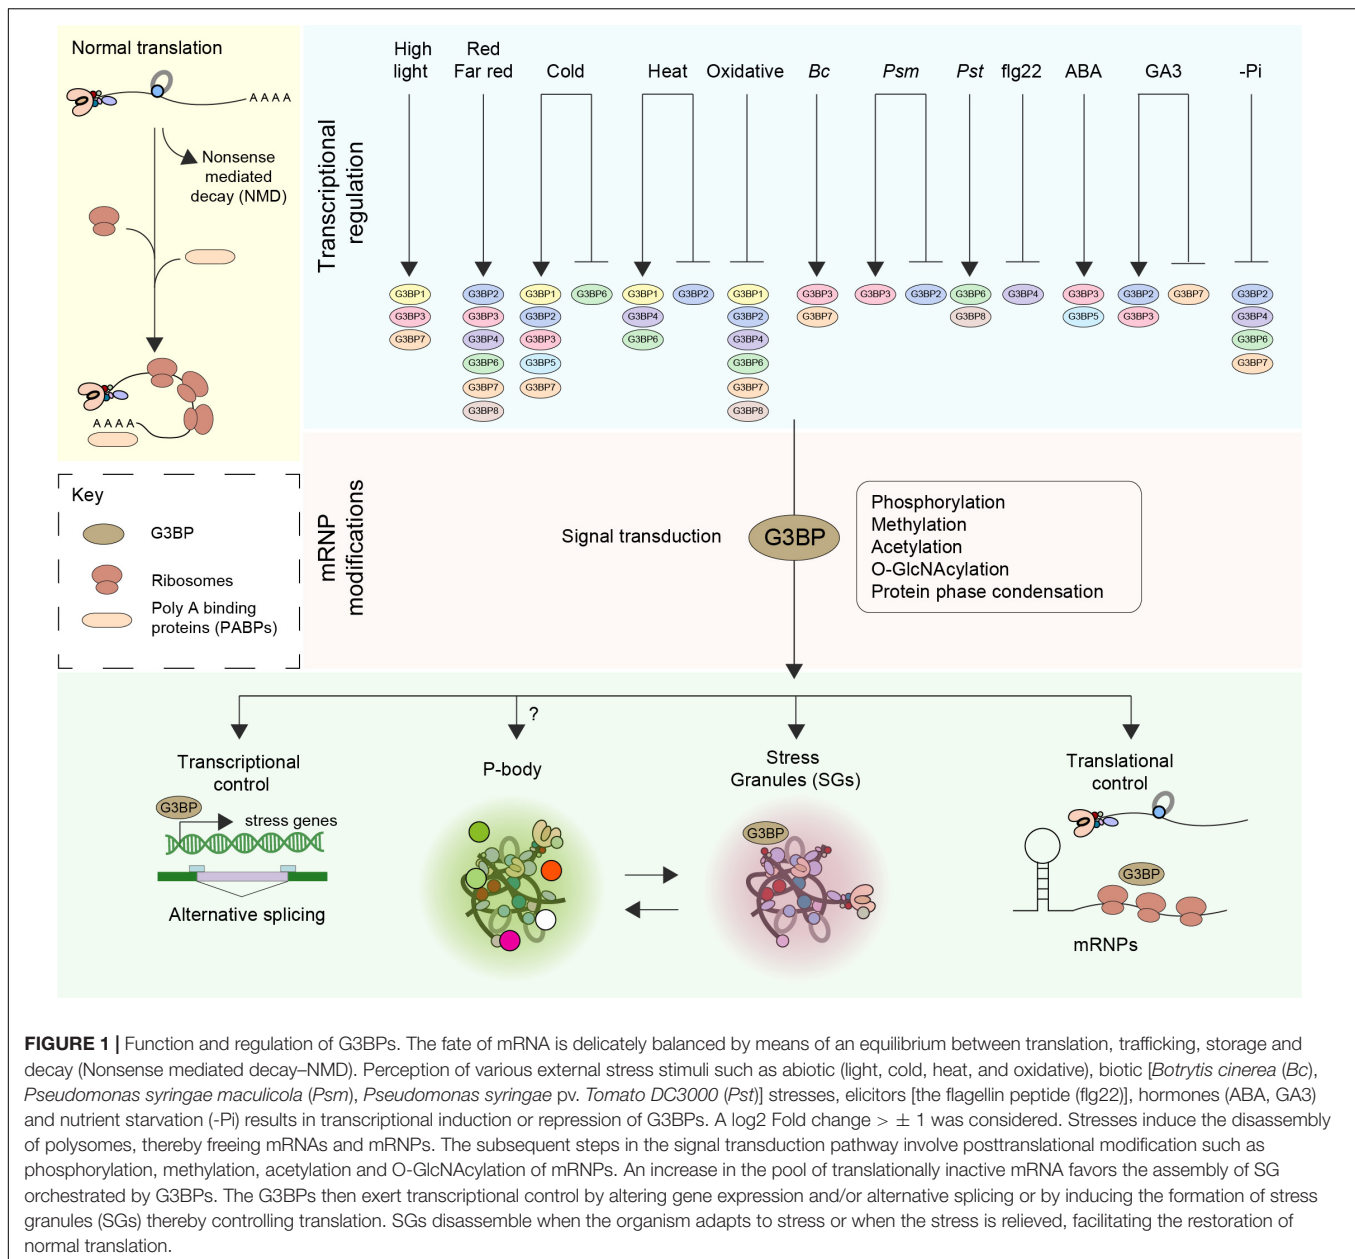 Normal translation
A A A A
Nonsense
mediated
decay (NMD)
A A A A
Key
G3BP
Ribosomes
Poly A binding
proteins (PABPs)
Transcriptional
regulation
High
light
Red
Far red
Cold
Heat
Oxidative
Bc
Psm
Pst
flg22
ABA
GA3
-Pi
G3BP1
G3BP3
G3BP7
G3BP2
G3BP3
G3BP4
G3BP6
G3BP7
G3BP8
G3BP1
G3BP2
G3BP3
G3BP5
G3BP7
G3BP6
G3BP1
G3BP4
G3BP6
G3BP2
G3BP1
G3BP2
G3BP4
G3BP6
G3BP7
G3BP8
G3BP3
G3BP7
G3BP3
G3BP2
G3BP6
G3BP8
G3BP4
G3BP3
G3BP5
G3BP2
G3BP3
G3BP7
G3BP2
G3BP4
G3BP6
G3BP7
mRNP
modifications
Signal transduction
G3BP
Phosphorylation
Methylation
Acetylation
O-GlcNAcylation
Protein phase condensation
Transcriptional
control
G3BP
stress genes
Alternative splicing
?
P-body
Stress
Granules (SGs)
G3BP
Translational
control
G3BP
mRNPs
FIGURE 1 | Function and regulation of G3BPs. The fate of mRNA is delicately balanced by means of an equilibrium between translation, trafficking, storage and
decay (Nonsense mediated decay–NMD). Perception of various external stress stimuli such as abiotic (light, cold, heat, and oxidative), biotic [Botrytis cinerea (Bc),
Pseudomonas syringae maculicola (Psm), Pseudomonas syringae pv. Tomato DC3000 (Pst)] stresses, elicitors [the flagellin peptide (flg22)], hormones (ABA, GA3)
and nutrient starvation (-Pi) results in transcriptional induction or repression of G3BPs. A log2 Fold change > ± 1 was considered. Stresses induce the disassembly
of polysomes, thereby freeing mRNAs and mRNPs. The subsequent steps in the signal transduction pathway involve posttranslational modification such as
phosphorylation, methylation, acetylation and O-GlcNAcylation of mRNPs. An increase in the pool of translationally inactive mRNA favors the assembly of SG
orchestrated by G3BPs. The G3BPs then exert transcriptional control by altering gene expression and/or alternative splicing or by inducing the formation of stress
granules (SGs) thereby controlling translation. SGs disassemble when the organism adapts to stress or when the stress is relieved, facilitating the restoration of
normal translation.